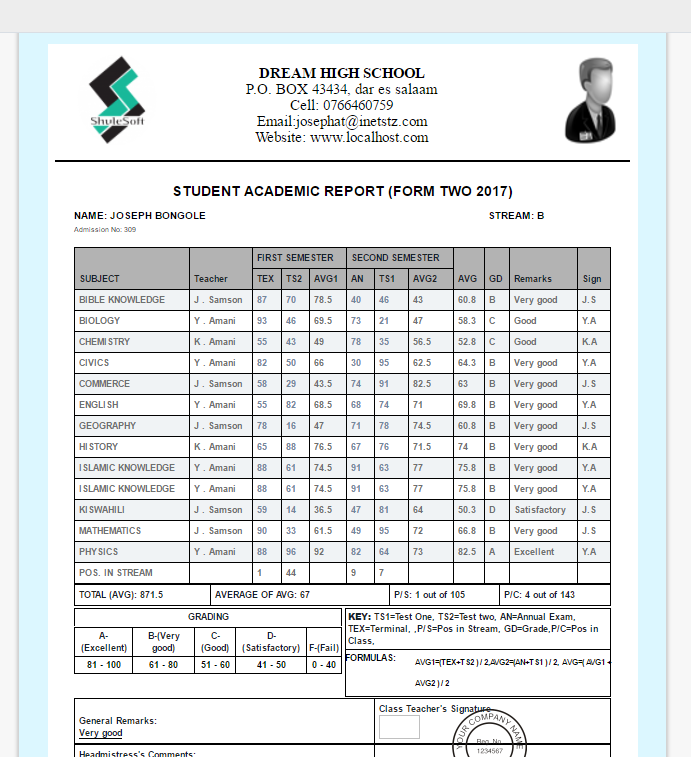 ShuleSoft
DREAM HIGH SCHOOL
P.O. BOX 43434, dar es salaam
Cell: 0766460759
Email:josephat@inetstz.com
Website: www.localhost.com
STUDENT ACADEMIC REPORT (FORM TWO 2017)
NAME: JOSEPH BONGOLE STREAM: B
Admission No: 309
FIRST SEMESTER SECOND SEMESTER
SUBJECT Teacher TEX TS2 AVG1 AN TS1 AVG2 AVG GD Remarks Sign
BIBLE KNOWLEDGE J . Samson 87 70 78.5 40 46 43 60.8 B Very good J.S
BIOLOGY Y . Amani 93 46 69.5 73 21 47 58.3 C Good Y.A
CHEMISTRY K . Amani 55 43 49 78 35 56.5 52.8 C Good K.A
CIVICS Y . Amani 82 50 66 30 95 62.5 64.3 B Very good Y.A
COMMERCE J . Samson 58 29 43.5 74 91 82.5 63 B Very good J.S
ENGLISH Y . Amani 55 82 68.5 68 74 71 69.8 B Very good Y.A
GEOGRAPHY J . Samson 78 16 47 71 78 74.5 60.8 B Very good J.S
HISTORY K . Amani 65 88 76.5 67 76 71.5 74 B Very good K.A
ISLAMIC KNOWLEDGE Y . Amani 88 61 74.5 91 63 77 75.8 B Very good Y.A
ISLAMIC KNOWLEDGE Y . Amani 88 61 74.5 91 63 77 75.8 B Very good Y.A
KISWAHILI J . Samson 59 14 36.5 47 81 64 50.3 D Satisfactory J.S
MATHEMATICS J . Samson 90 33 61.5 49 95 72 66.8 B Very good J.S
PHYSICS Y . Amani 88 96 92 82 64 73 82.5 A Excellent Y.A
POS. IN STREAM 1 44 9 7
TOTAL (AVG): 871.5 AVERAGE OF AVG: 67 P/S: 1 out of 105 P/C: 4 out of 143
GRADING
A-(Excellent) B-(Very good) C-(Good) D-(Satisfactory) F-(Fail)
81 - 100 61 - 80 51 - 60 41 - 50 0 - 40
KEY: TS1=Test One, TS2=Test two, AN=Annual Exam,
TEX=Terminal, ,P/S=Pos in Stream, GD=Grade,P/C=Pos in
Class,
FORMULAS: AVG1=(TEX+TS2) / 2,AVG2=(AN+TS1) / 2, AVG=( AVG1 +
AVG2 ) / 2
General Remarks:
Very good
Class Teacher's Signature
YOUR COMPANY NAME
Reg. No.
1234567
Headmistress's Comments: